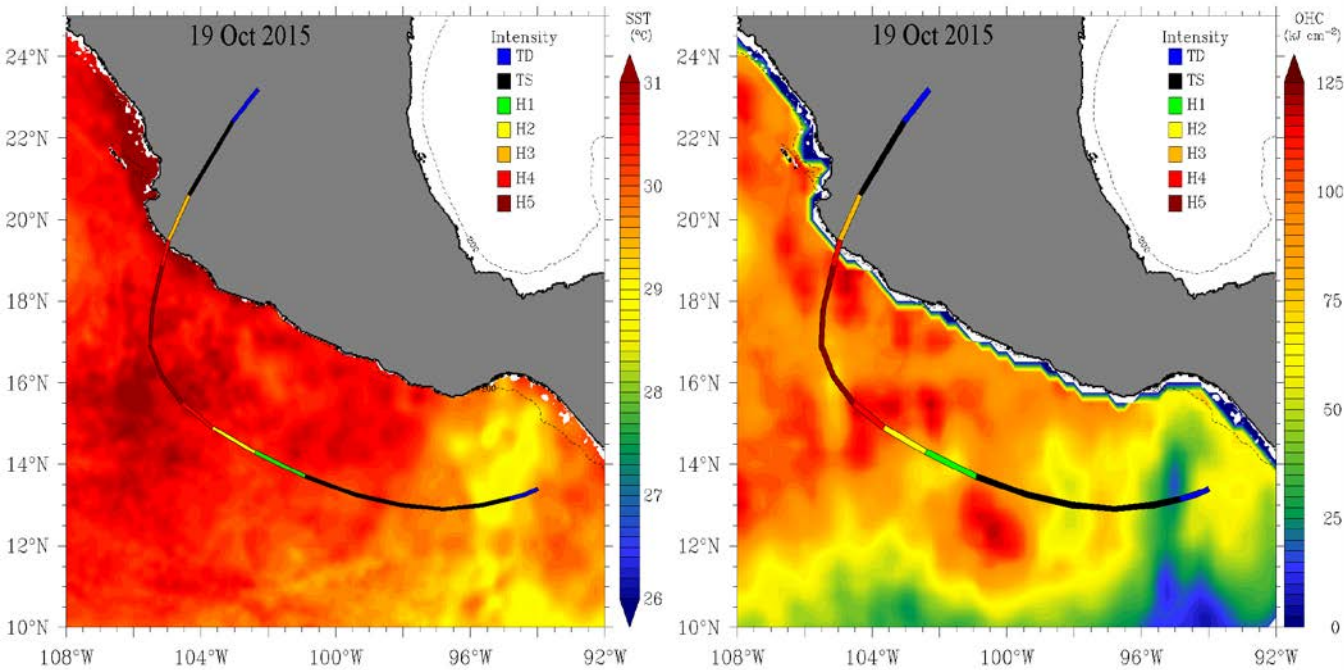 19 Oct 2015
Intensity
TD
TS
H1
H2
H3
H4
H5
SST
(°C)
31
30
29
28
27
26
24°N
22°N
20°N
18°N
16°N
14°N
12°N
10°N
108°W
104°W
100°W
96°W
92°W
19 Oct 2015
Intensity
TD
TS
H1
H2
H3
H4
H5
OHC
(kJ cm⁻²)
125
100
75
50
25
0
24°N
22°N
20°N
18°N
16°N
14°N
12°N
10°N
108°W
104°W
100°W
96°W
92°W